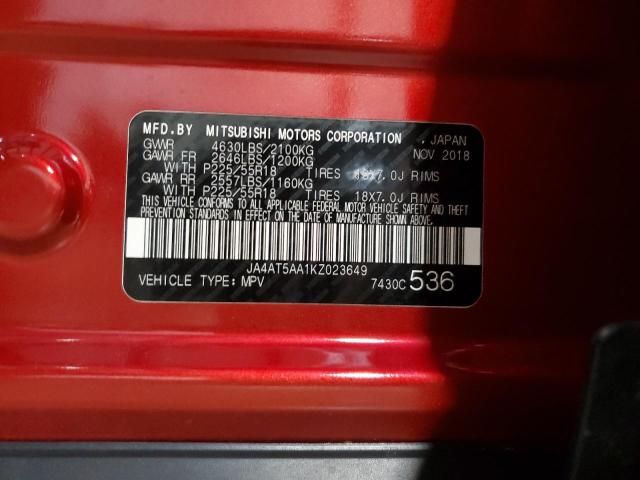 MFD.BY MITSUBISHI MOTORS CORPORATION JAPAN
GVWR 4630LBS/2100KG NOV 2018
GAWR FR 2646LBS/1200KG
WITH P225/55R18 TIRES 18X7.0J RIMS
GAWR RR 2557LBS/1160KG
WITH P225/55R18 TIRES 18X7.0J RIMS
THIS VEHICLE CONFORMS TO ALL APPLICABLE FEDERAL MOTOR VEHICLE SAFETY AND THEFT
PREVENTION STANDARDS IN EFFECT ON THE DATE OF MANUFACTURE SHOWN ABOVE.
JA4AT5AA1KZ023649
VEHICLE TYPE: MPV 7430C 536